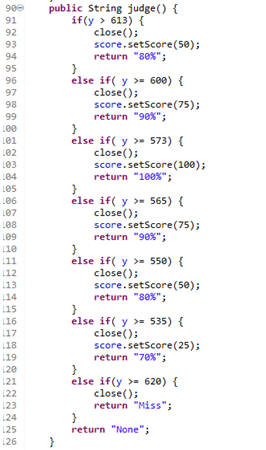 90 public String judge() {
91 if(y > 613) {
92 close();
93 score.setScore(50);
94 return "80%";
95 }
96 else if( y >= 600) {
97 close();
98 score.setScore(75);
99 return "90%";
100 }
101 else if( y >= 573) {
102 close();
103 score.setScore(100);
104 return "100%";
105 }
106 else if( y >= 565) {
107 close();
108 score.setScore(75);
109 return "90%";
110 }
111 else if( y >= 550) {
112 close();
113 score.setScore(50);
114 return "80%";
115 }
116 else if( y >= 535) {
117 close();
118 score.setScore(25);
119 return "70%";
120 }
121 else if(y >= 620) {
122 close();
123 return "Miss";
124 }
125 return "None";
126 }